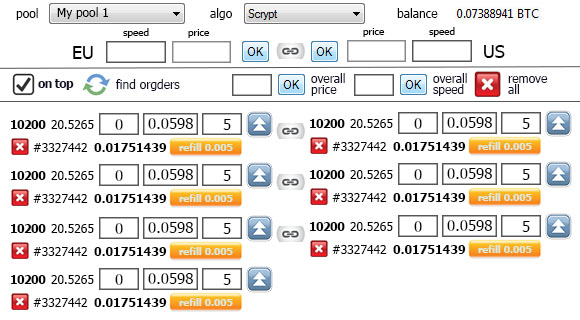 pool My pool 1 algo Scrypt balance 0.07388941 BTC
speed price price speed
EU OK OK US
on top find orgders OK overall price OK overall speed remove all
10200 20.5265 0 0.0598 5 10200 20.5265 0 0.0598 5
#3327442 0.01751439 refill 0.005 #3327442 0.01751439 refill 0.005
10200 20.5265 0 0.0598 5 10200 20.5265 0 0.0598 5
#3327442 0.01751439 refill 0.005 #3327442 0.01751439 refill 0.005
10200 20.5265 0 0.0598 5 10200 20.5265 0 0.0598 5
#3327442 0.01751439 refill 0.005 #3327442 0.01751439 refill 0.005
10200 20.5265 0 0.0598 5
#3327442 0.01751439 refill 0.005